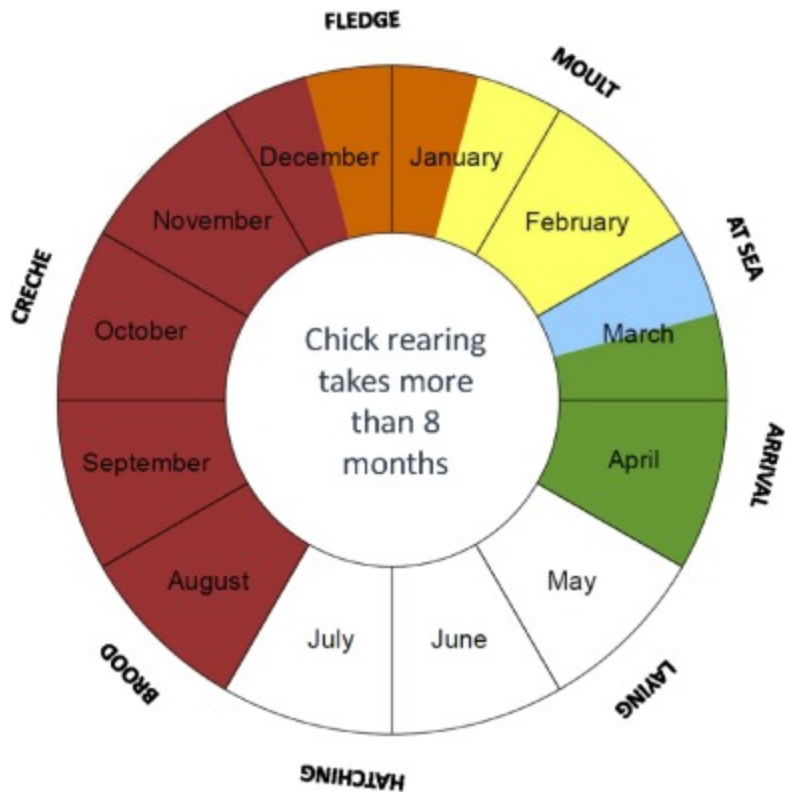 FLEDGE
MOULT
AT SEA
ARRIVAL
LAYING
HATCHING
BROOD
CRECHE
January
February
March
April
May
June
July
August
September
October
November
December
Chick rearing
takes more
than 8
months